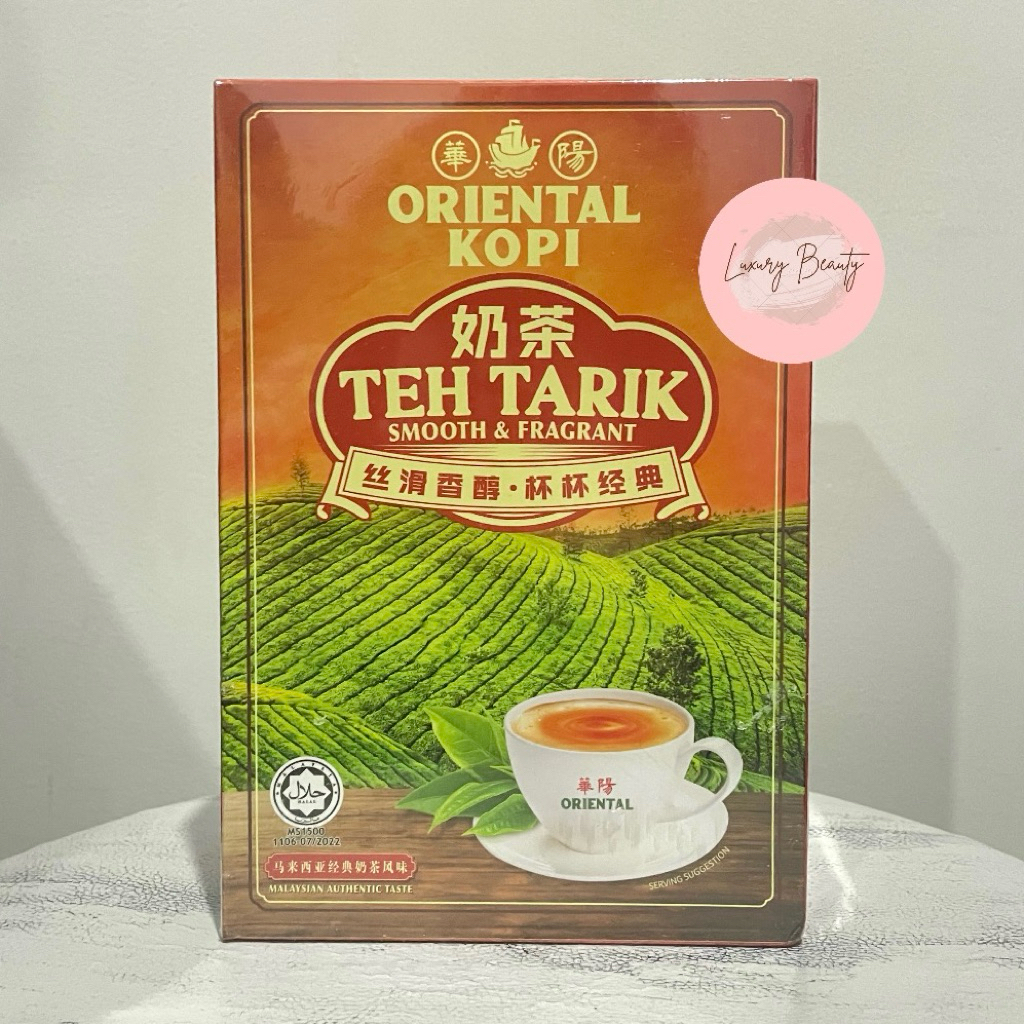 華 陽
ORIENTAL
KOPI
Luxury Beauty
奶茶
TEH TARIK
SMOOTH & FRAGRANT
丝滑香醇·杯杯经典
華陽
ORIENTAL
حلال
HALAL
MS1500
1106-07/2022
马来西亚经典奶茶风味
MALAYSIAN AUTHENTIC TASTE
SERVING SUGGESTION